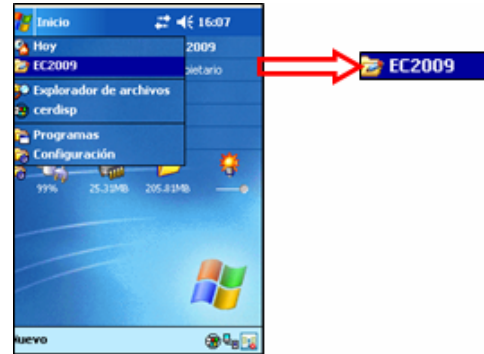 Inicio 16:07
Hoy 2009
EC2009
pietario
Explorador de archivos
cerdisp
Programas
Configuración
99% 25.31MB 205.81MB
Nuevo
EC2009